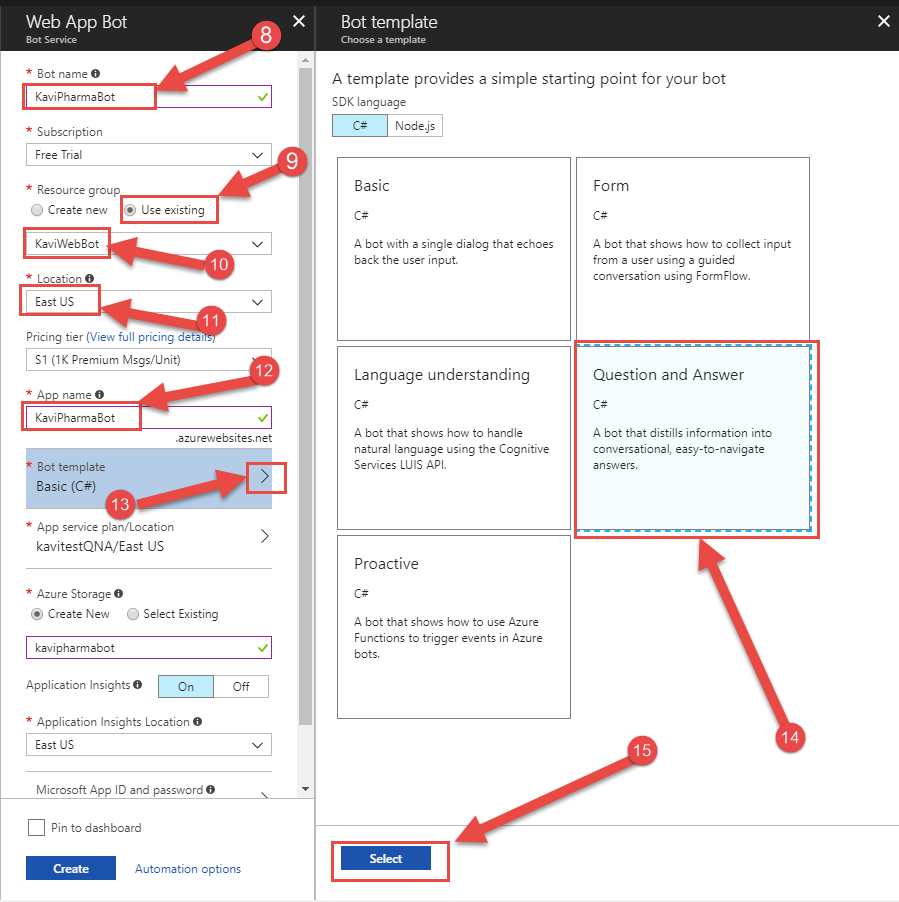 Web App Bot
Bot Service
8
* Bot name
KaviPharmaBot
* Subscription
Free Trial
9
* Resource group
Create new
Use existing
KaviWebBot
10
* Location
East US
11
Pricing tier (View full pricing details)
S1 (1K Premium Msgs/Unit)
12
* App name
KaviPharmaBot
.azurewebsites.net
* Bot template
Basic (C#)
13
* App service plan/Location
kavitestQNA/East US
* Azure Storage
Create New
Select Existing
kavipharmabot
Application Insights
On
Off
* Application Insights Location
East US
Microsoft App ID and password
Pin to dashboard
Create
Automation options
Bot template
Choose a template
A template provides a simple starting point for your bot
SDK language
C#
Node.js
Basic
C#
A bot with a single dialog that echoes
back the user input.
Form
C#
A bot that shows how to collect input
from a user using a guided
conversation using FormFlow.
Language understanding
C#
A bot that shows how to handle
natural language using the Cognitive
Services LUIS API.
Question and Answer
C#
A bot that distills information into
conversational, easy-to-navigate
answers.
Proactive
C#
A bot that shows how to use Azure
Functions to trigger events in Azure
bots.
14
15
Select